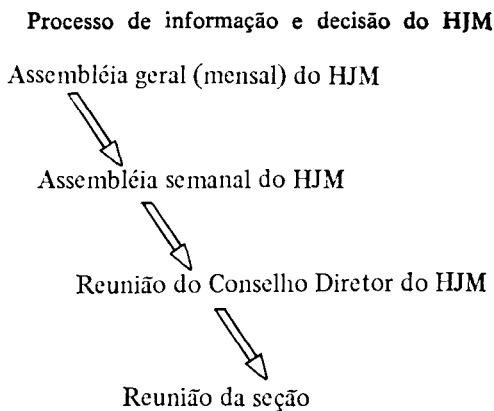 Processo de informação e decisão do HJM
Assembléia geral (mensal) do HJM
Assembléia semanal do HJM
Reunião do Conselho Diretor do HJM
Reunião da seção